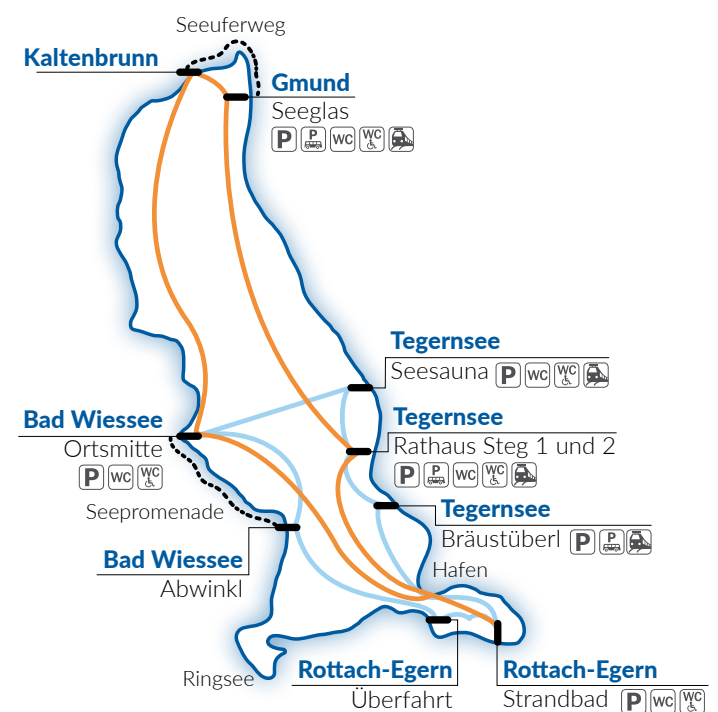 Seeuferweg
Kaltenbrunn
Gmund
Seeglas
P P WC WC
Tegernsee
Seesauna P WC WC
Tegernsee
Rathaus Steg 1 und 2
P P WC WC
Bad Wiessee
Ortsmitte
P WC WC
Seepromenade
Tegernsee
Bräustüberl P P
Hafen
Bad Wiessee
Abwinkl
Ringsee
Rottach-Egern
Überfahrt
Rottach-Egern
Strandbad P WC WC